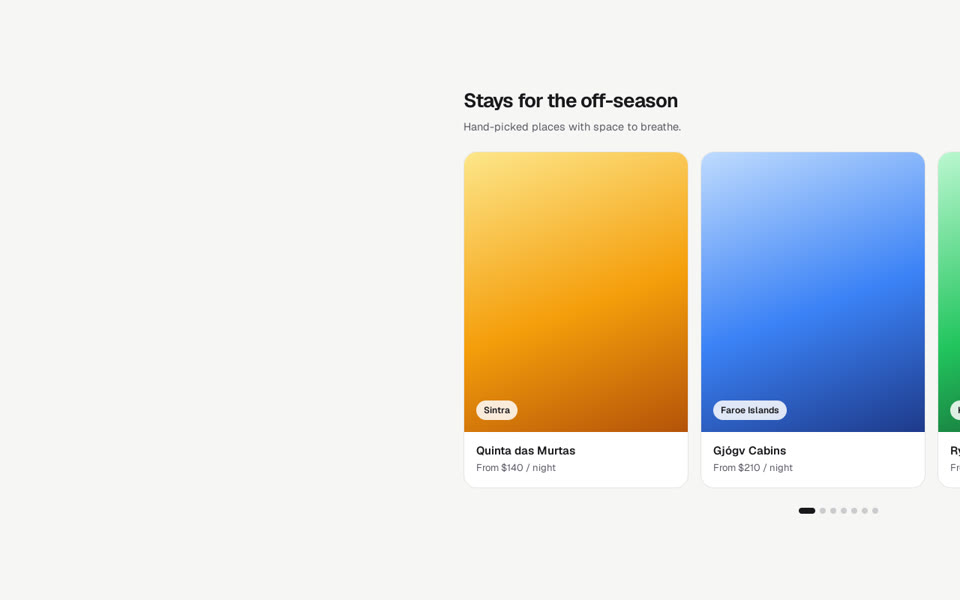 Stays for the off-season
Hand-picked places with space to breathe.
Sintra
Faroe Islands
Quinta das Murtas
From $140 / night
Gjógv Cabins
From $210 / night